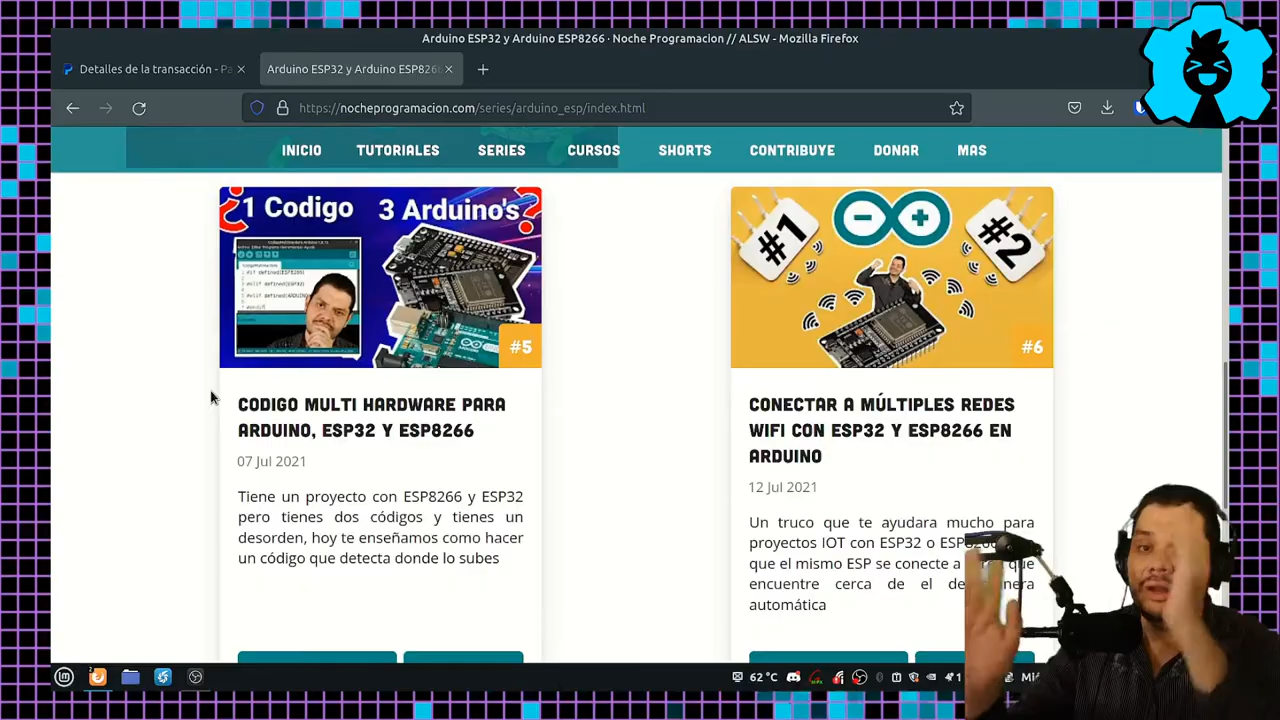 Arduino ESP32 y Arduino ESP8266 · Noche Programacion // ALSW - Mozilla Firefox
Detalles de la transacción - Pa
Arduino ESP32 y Arduino ESP8266
https://nocheprogramacion.com/series/arduino_esp/index.html
INICIO TUTORIALES SERIES CURSOS SHORTS CONTRIBUYE DONAR MAS
¿1 Codigo 3 Arduino's?
#5
CODIGO MULTI HARDWARE PARA
ARDUINO, ESP32 Y ESP8266
07 Jul 2021
Tiene un proyecto con ESP8266 y ESP32
pero tienes dos códigos y tienes un
desorden, hoy te enseñamos como hacer
un código que detecta donde lo subes
#1
#2
#6
CONECTAR A MÚLTIPLES REDES
WIFI CON ESP32 Y ESP8266 EN
ARDUINO
12 Jul 2021
Un truco que te ayudara mucho para
proyectos IOT con ESP32 o
que el mismo ESP se conecte a que
encuentre cerca de el de
automática
62 °C